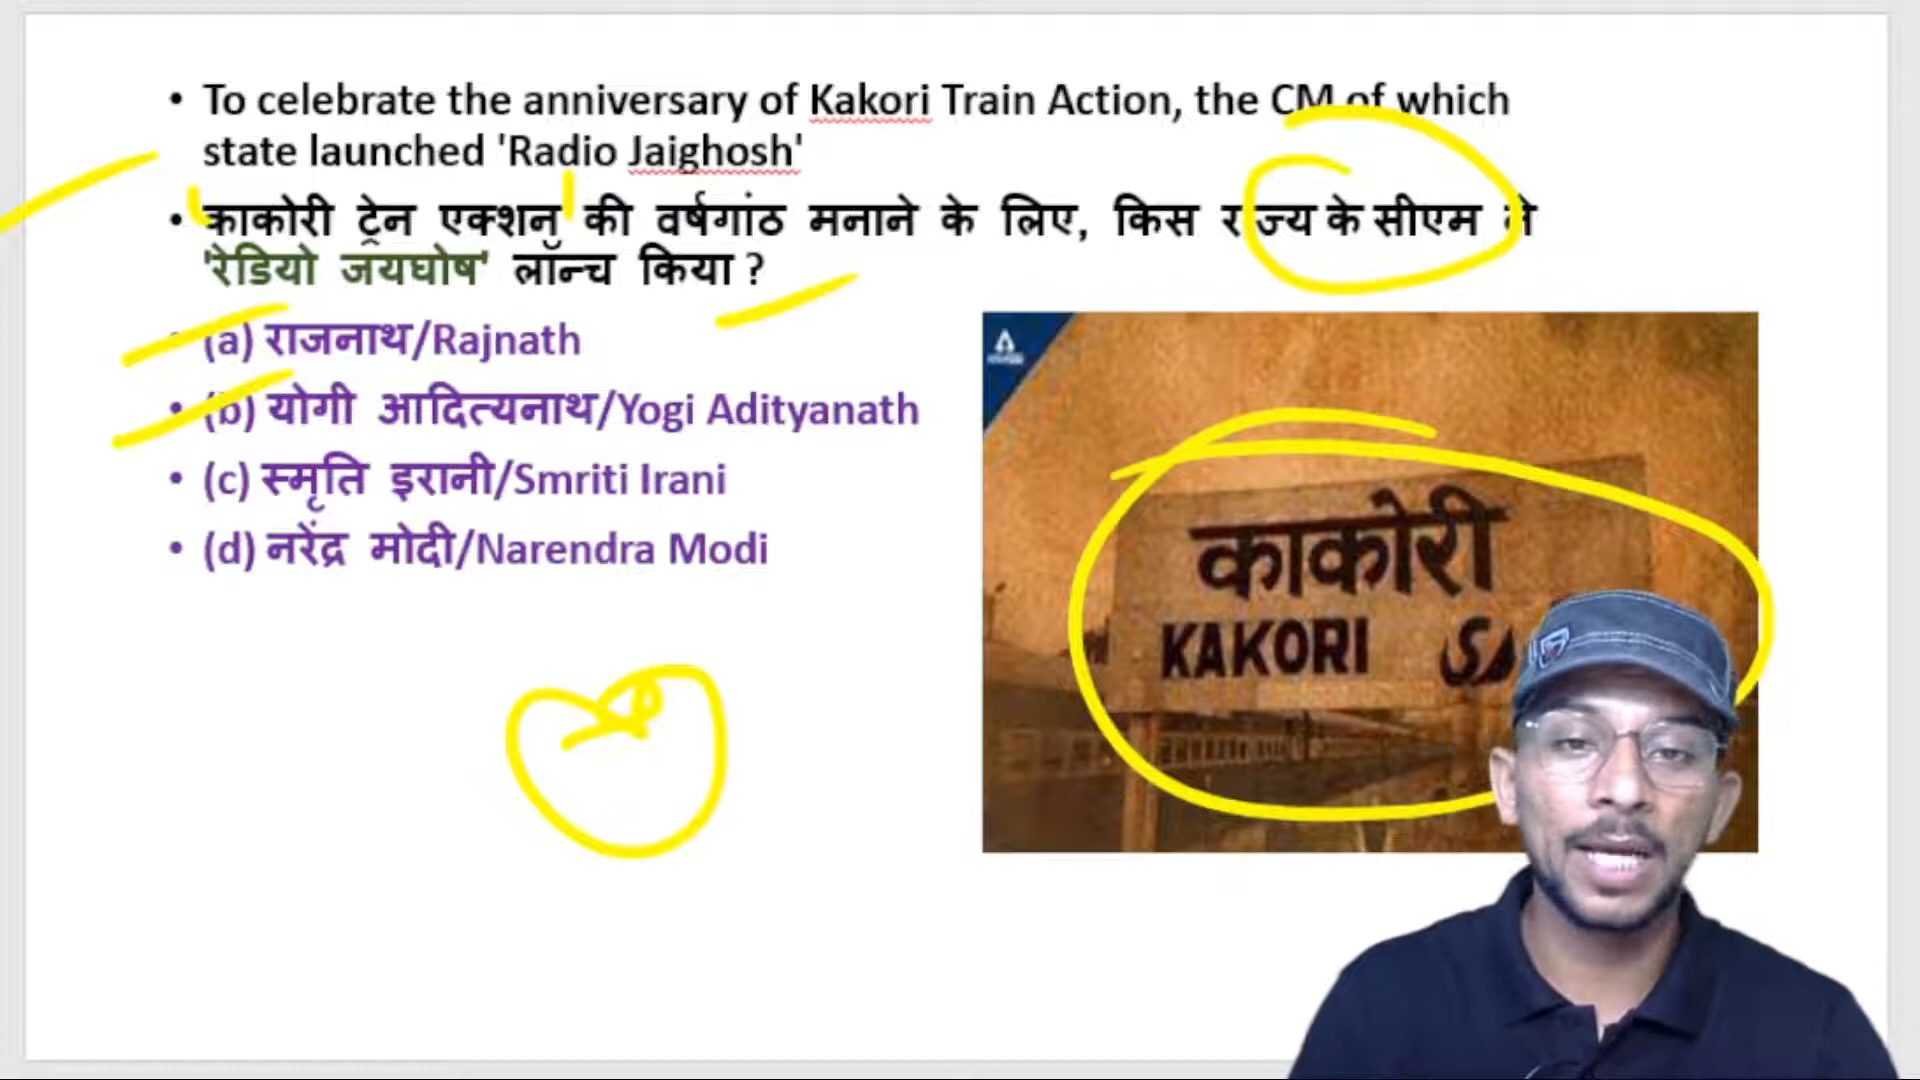 To celebrate the anniversary of Kakori Train Action, the CM of which
state launched 'Radio Jaighosh'
काकोरी ट्रेन एक्शन की वर्षगांठ मनाने के लिए, किस राज्य के सीएम ने
'रेडियो जयघोष' लॉन्च किया ?
(a) राजनाथ/Rajnath
(b) योगी आदित्यनाथ/Yogi Adityanath
(c) स्मृति इरानी/Smriti Irani
(d) नरेंद्र मोदी/Narendra Modi
काकोरी
KAKORI